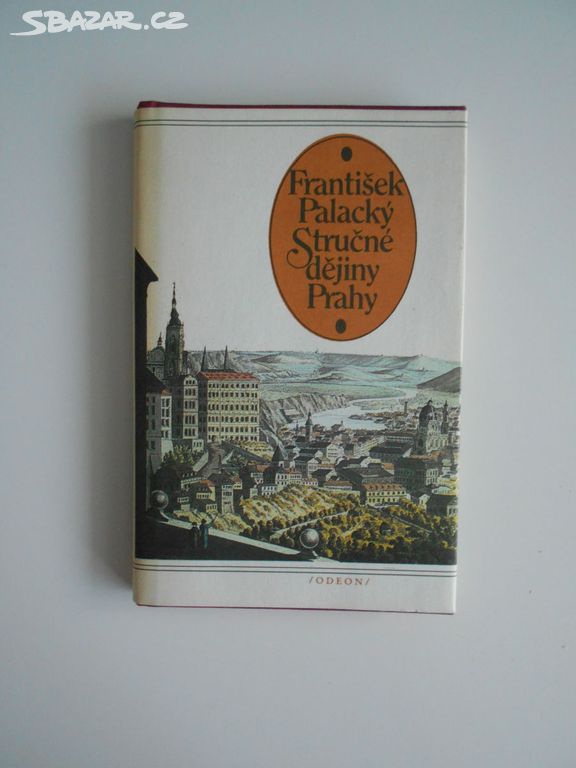 SBAZAR.CZ
František
Palacký
Stručné
dějiny
Prahy
/ODEON/